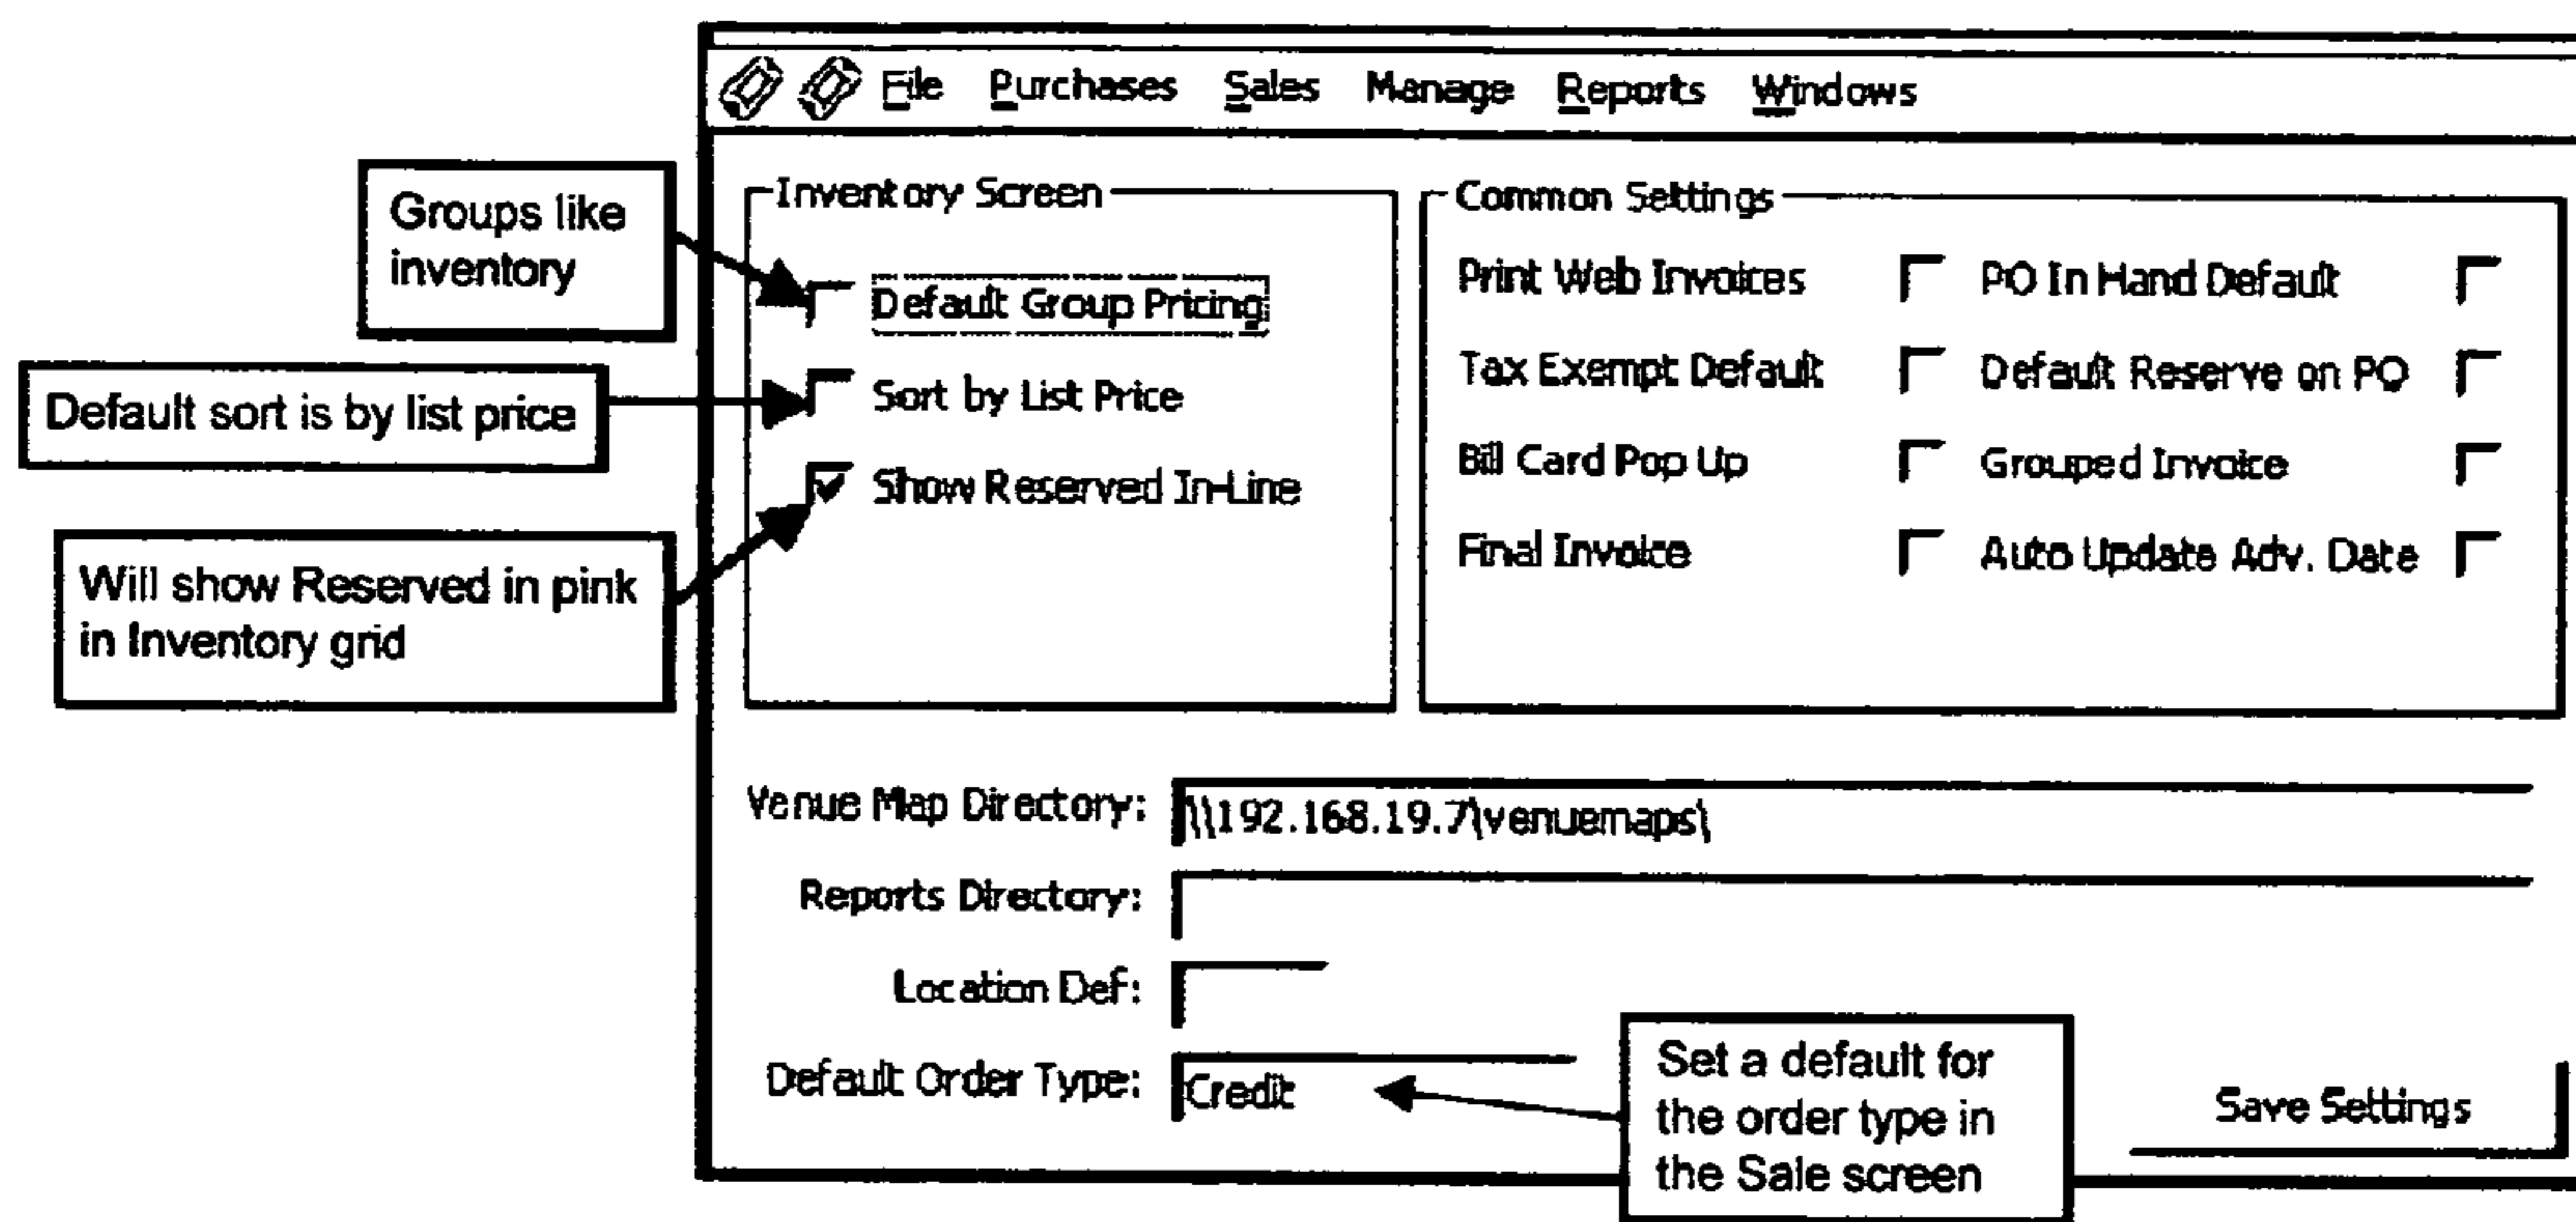 File Purchases Sales Manage Reports Windows
Groups like
inventory
Default sort is by list price
Will show Reserved in pink
in Inventory grid
Inventory Screen
Default Group Pricing
Sort by List Price
Show Reserved In-Line
Common Settings
Print Web Invoices PO In Hand Default
Tax Exempt Default Default Reserve on PO
Bill Card Pop Up Grouped Invoice
Final Invoice Auto Update Adv. Date
Venue Map Directory: \\192.168.19.7\venuemaps\
Reports Directory:
Location Def:
Default Order Type: Credit
Set a default for
the order type in
the Sale screen
Save Settings